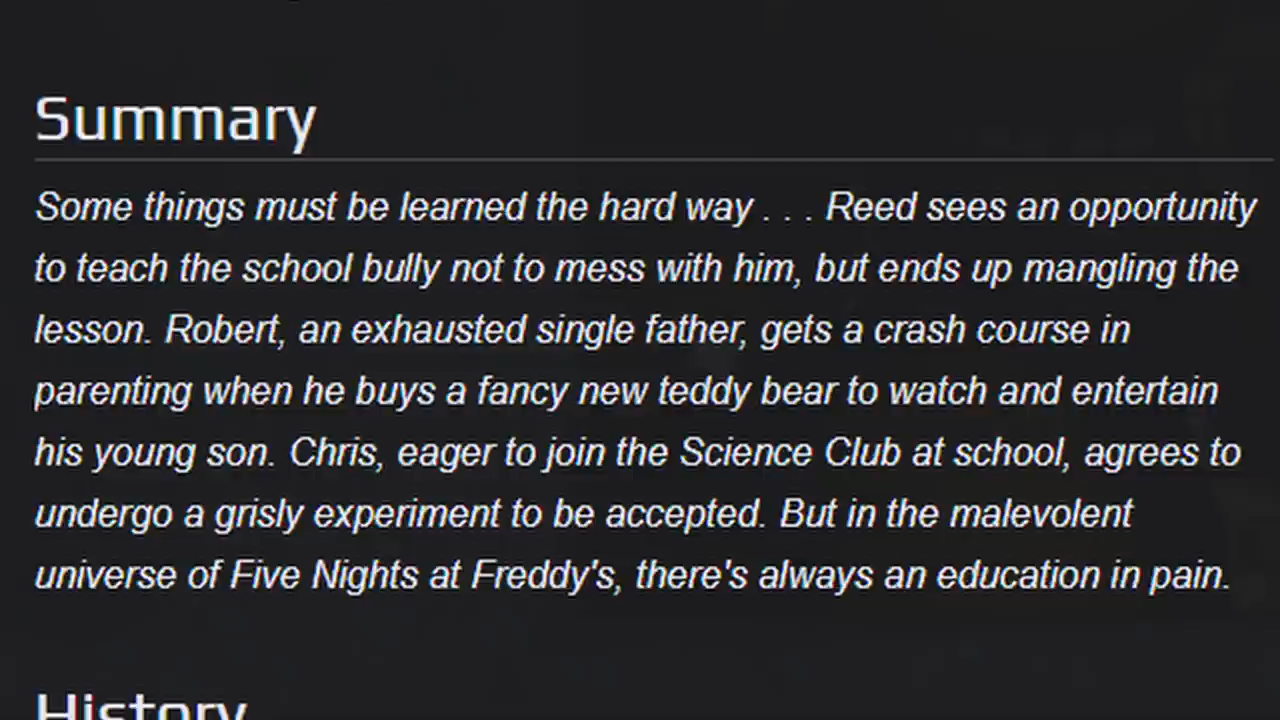 Summary
Some things must be learned the hard way . . . Reed sees an opportunity
to teach the school bully not to mess with him, but ends up mangling the
lesson. Robert, an exhausted single father, gets a crash course in
parenting when he buys a fancy new teddy bear to watch and entertain
his young son. Chris, eager to join the Science Club at school, agrees to
undergo a grisly experiment to be accepted. But in the malevolent
universe of Five Nights at Freddy's, there's always an education in pain.
History